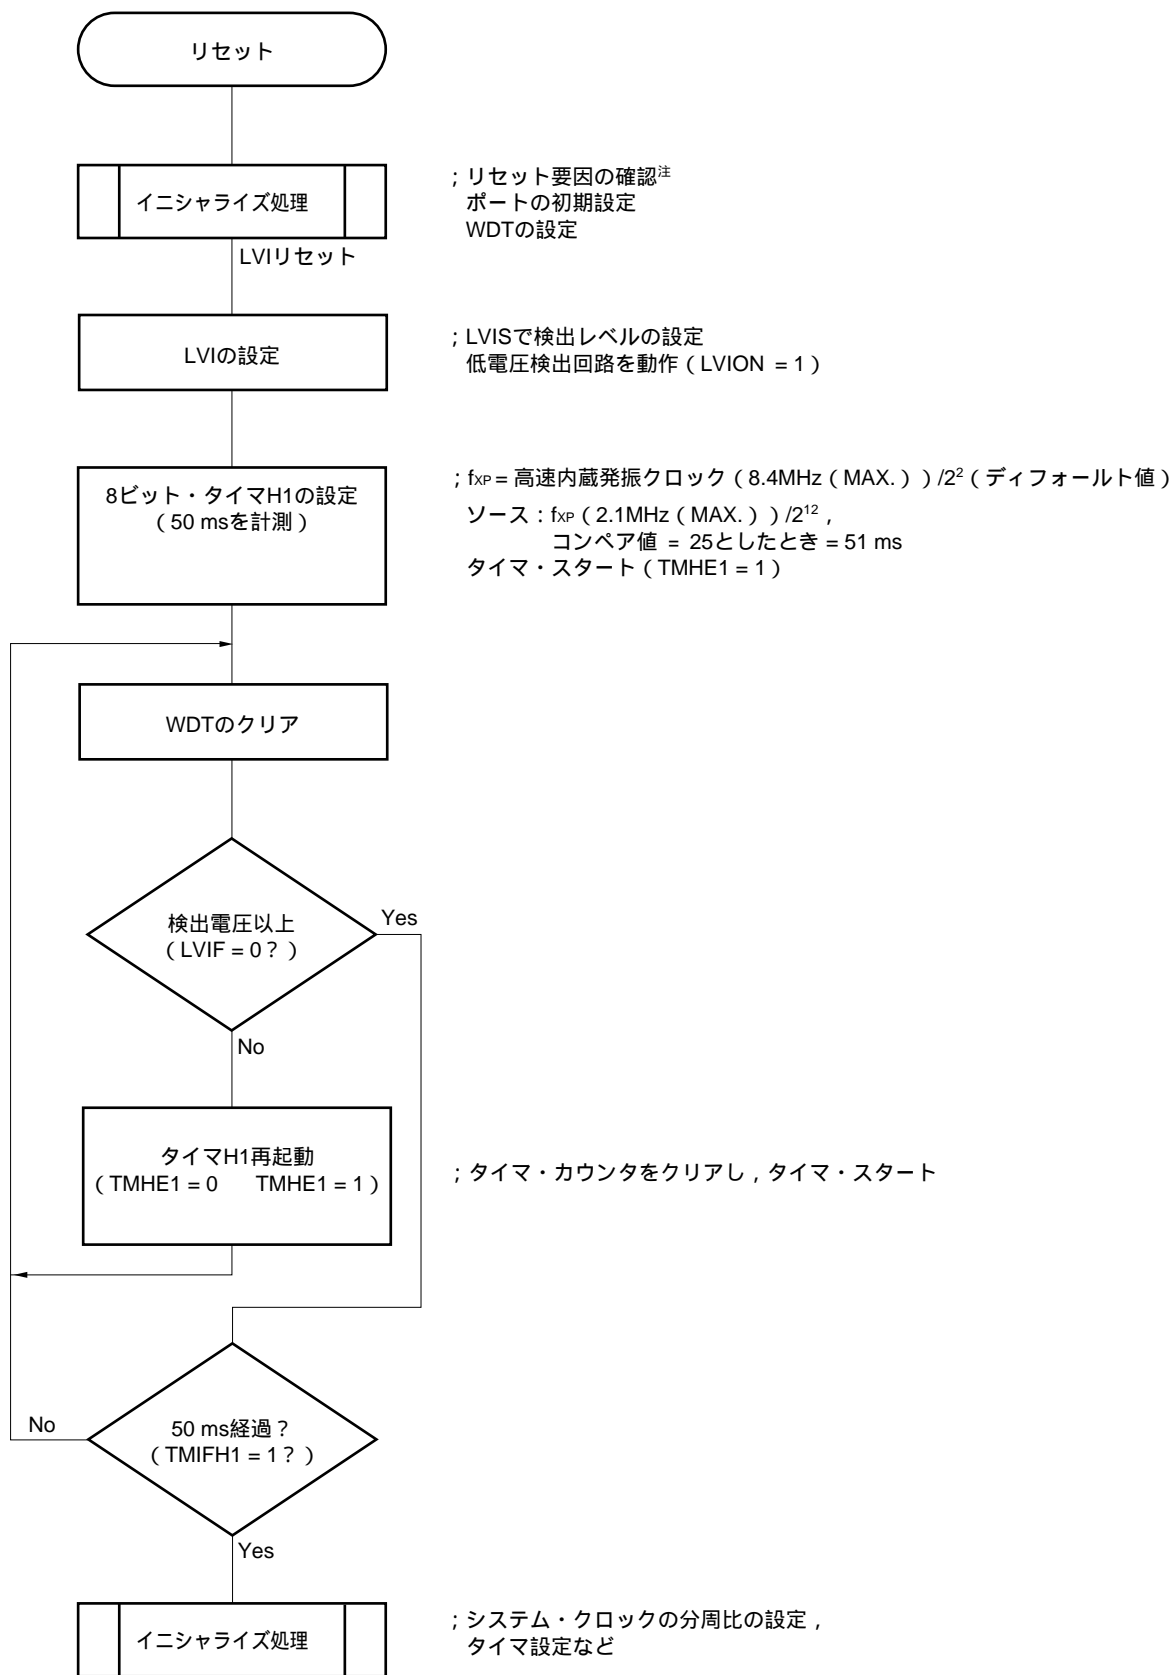 リセット
イニシャライズ処理
;リセット要因の確認注
ポートの初期設定
WDTの設定
LVIリセット
LVIの設定
;LVISで検出レベルの設定
低電圧検出回路を動作(LVION = 1)
8ビット・タイマH1の設定
(50 msを計測)
;fXP = 高速内蔵発振クロック(8.4MHz(MAX.))/2²(ディフォールト値)
ソース:fXP(2.1MHz(MAX.))/2¹²,
コンペア値 = 25としたとき = 51 ms
タイマ・スタート(TMHE1 = 1)
WDTのクリア
検出電圧以上
(LVIF = 0?)
Yes
No
タイマH1再起動
(TMHE1 = 0 TMHE1 = 1)
;タイマ・カウンタをクリアし,タイマ・スタート
50 ms経過?
(TMIFH1 = 1?)
No
Yes
イニシャライズ処理
;システム・クロックの分周比の設定,
タイマ設定など